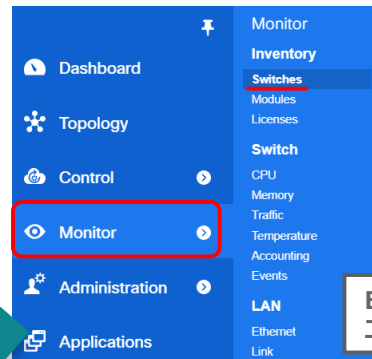 Dashboard
Topology
Control
Monitor
Administration
Applications
Monitor
Inventory
Switches
Modules
Licenses
Switch
CPU
Memory
Traffic
Temperature
Accounting
Events
LAN
Ethernet
Link